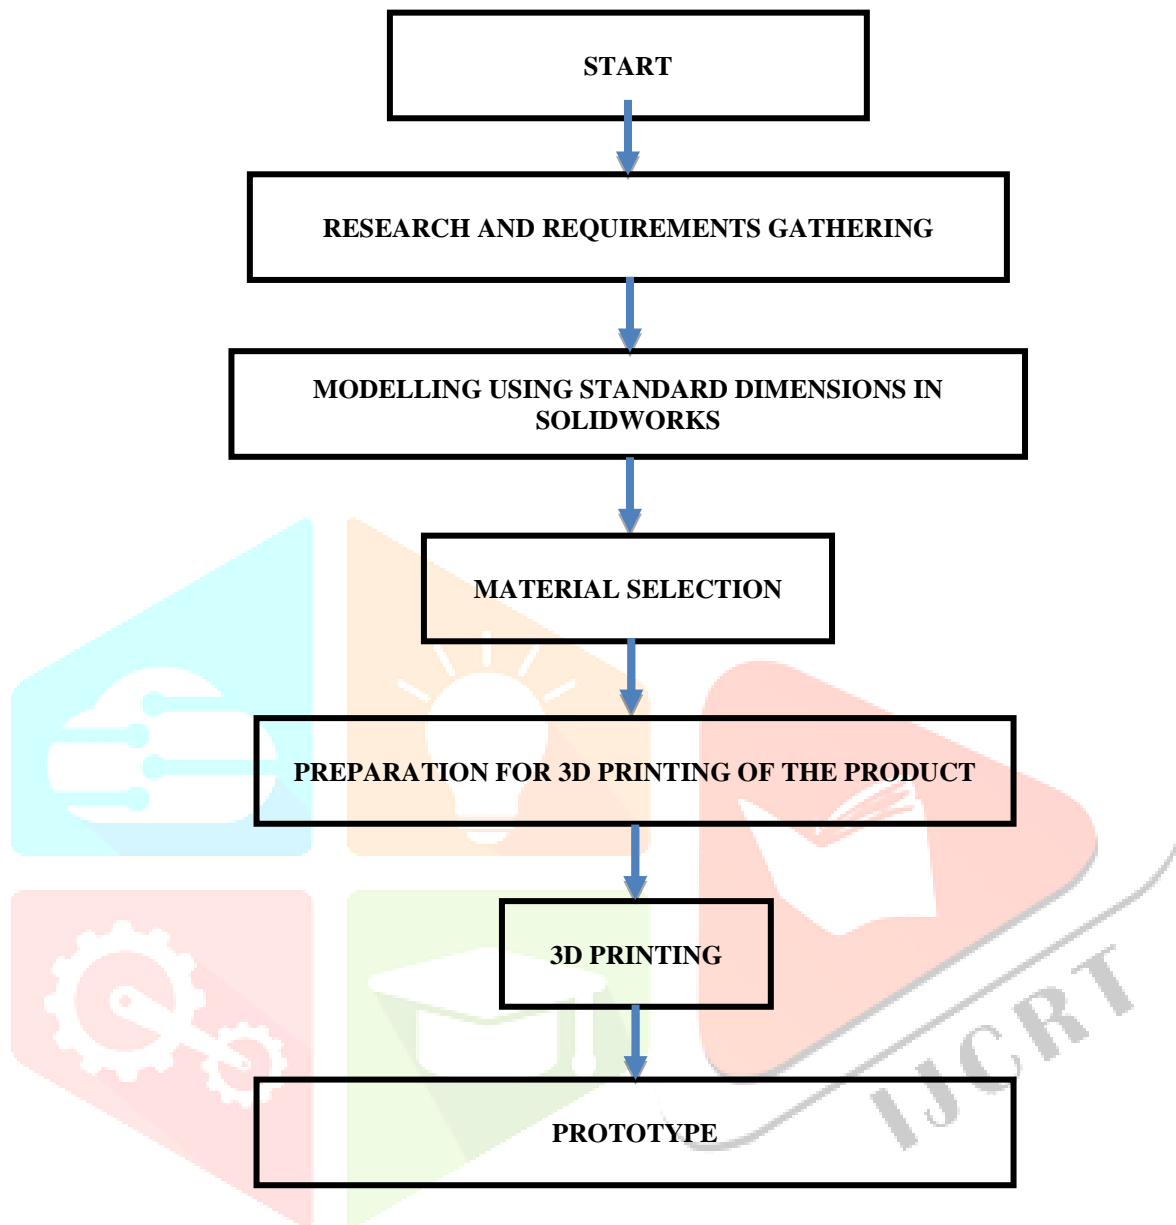 START
RESEARCH AND REQUIREMENTS GATHERING
MODELLING USING STANDARD DIMENSIONS IN
SOLIDWORKS
MATERIAL SELECTION
PREPARATION FOR 3D PRINTING OF THE PRODUCT
3D PRINTING
IJCRT
PROTOTYPE